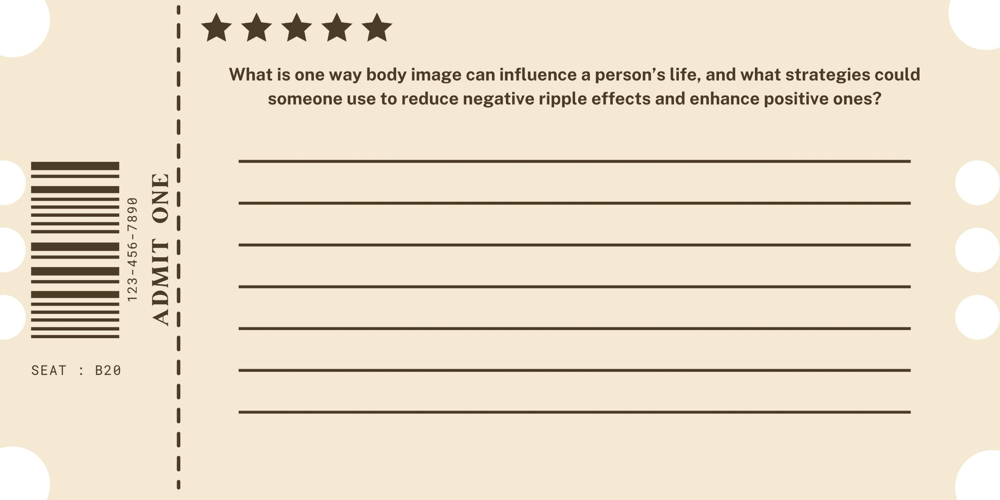 What is one way body image can influence a person’s life, and what strategies could
someone use to reduce negative ripple effects and enhance positive ones?
123-456-7890
ADMIT ONE
SEAT : B20